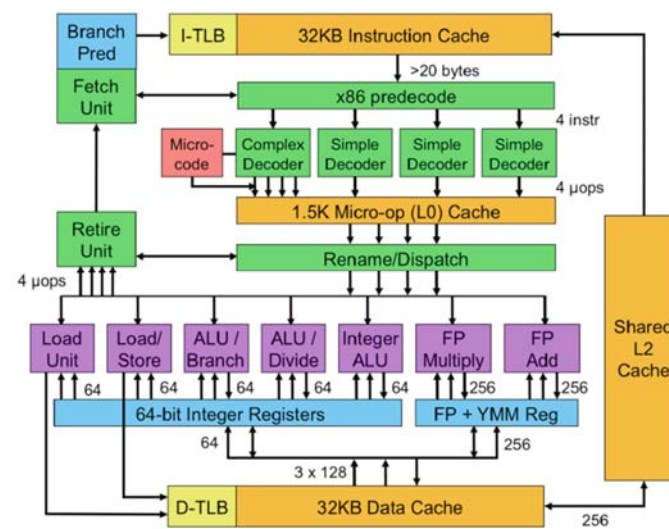 Branch
Pred
I-TLB
32KB Instruction Cache
>20 bytes
Fetch
Unit
x86 predecode
4 instr
Micro-
code
Complex
Decoder
Simple
Decoder
Simple
Decoder
Simple
Decoder
4 µops
1.5K Micro-op (L0) Cache
Retire
Unit
Rename/Dispatch
4 µops
Load
Unit
Load/
Store
ALU /
Branch
ALU /
Divide
Integer
ALU
FP
Multiply
FP
Add
Shared
L2
Cache
64
64
64
64
64
256
256
64-bit Integer Registers
FP + YMM Reg
64
256
3 x 128
D-TLB
32KB Data Cache
256